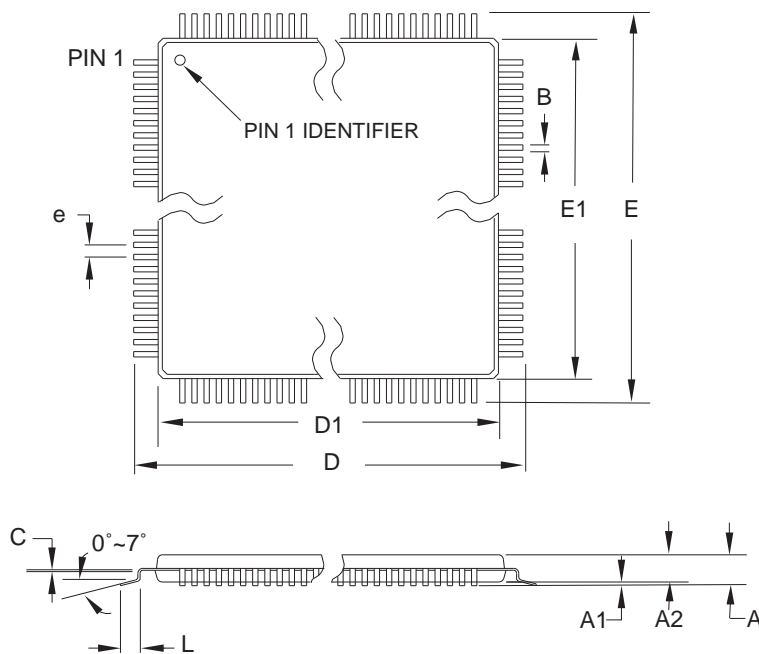 PIN 1
PIN 1 IDENTIFIER
B
e
E1
E
D1
D
C
0˚~7˚
L
A1
A2
A